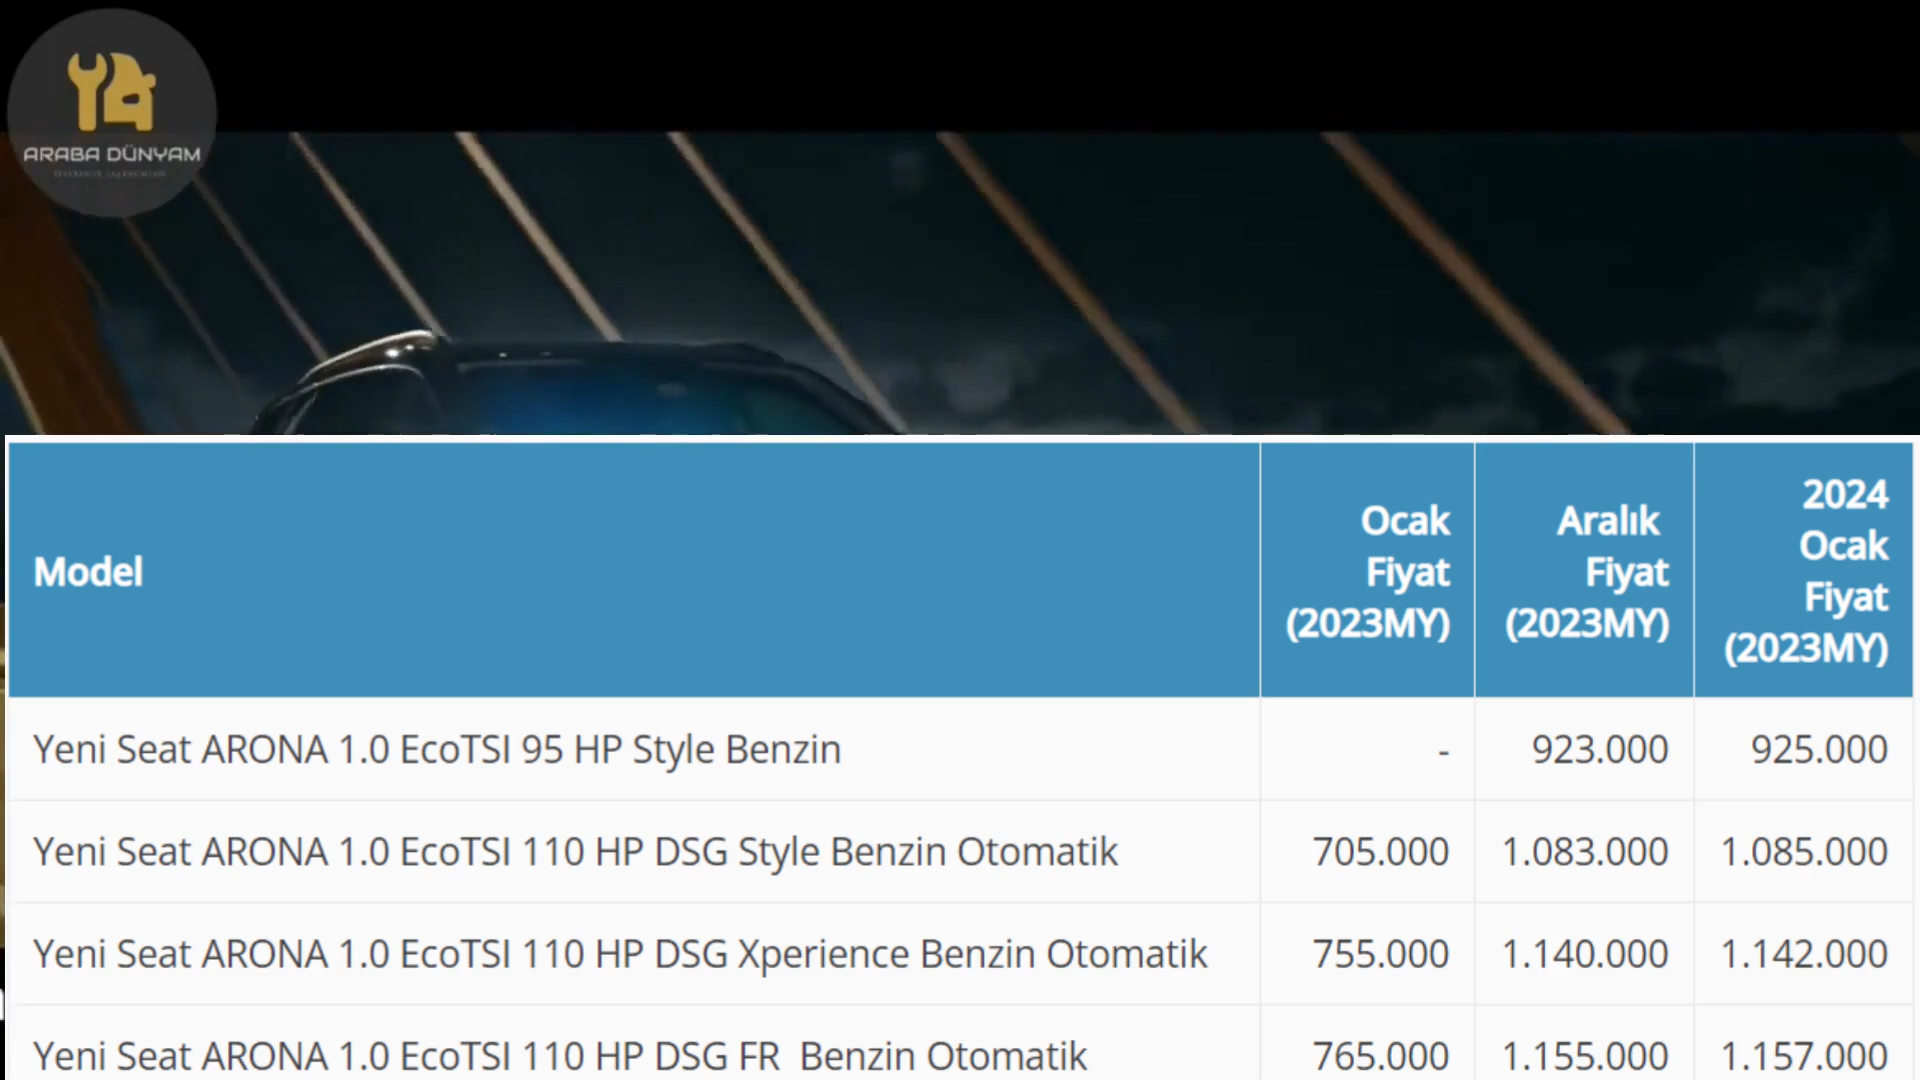 ARABA DÜNYAM
Model
Ocak
Fiyat
(2023MY)
Aralık
Fiyat
(2023MY)
2024
Ocak
Fiyat
(2023MY)
Yeni Seat ARONA 1.0 EcoTSI 95 HP Style Benzin - 923.000 925.000
Yeni Seat ARONA 1.0 EcoTSI 110 HP DSG Style Benzin Otomatik 705.000 1.083.000 1.085.000
Yeni Seat ARONA 1.0 EcoTSI 110 HP DSG Xperience Benzin Otomatik 755.000 1.140.000 1.142.000
Yeni Seat ARONA 1.0 EcoTSI 110 HP DSG FR  Benzin Otomatik 765.000 1.155.000 1.157.000